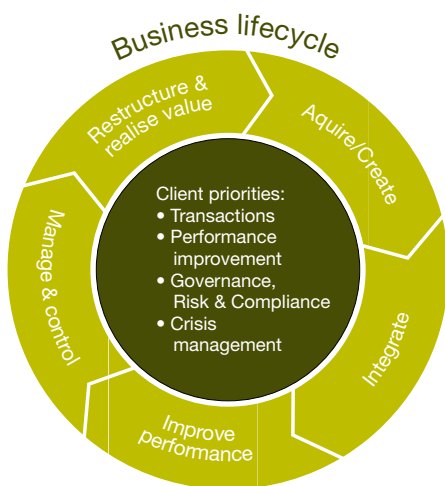 Business lifecycle
Restructure &
realise value
Aquire/Create
Integrate
Improve
performance
Manage & control
Client priorities:
• Transactions
• Performance
improvement
• Governance,
Risk & Compliance
• Crisis
management